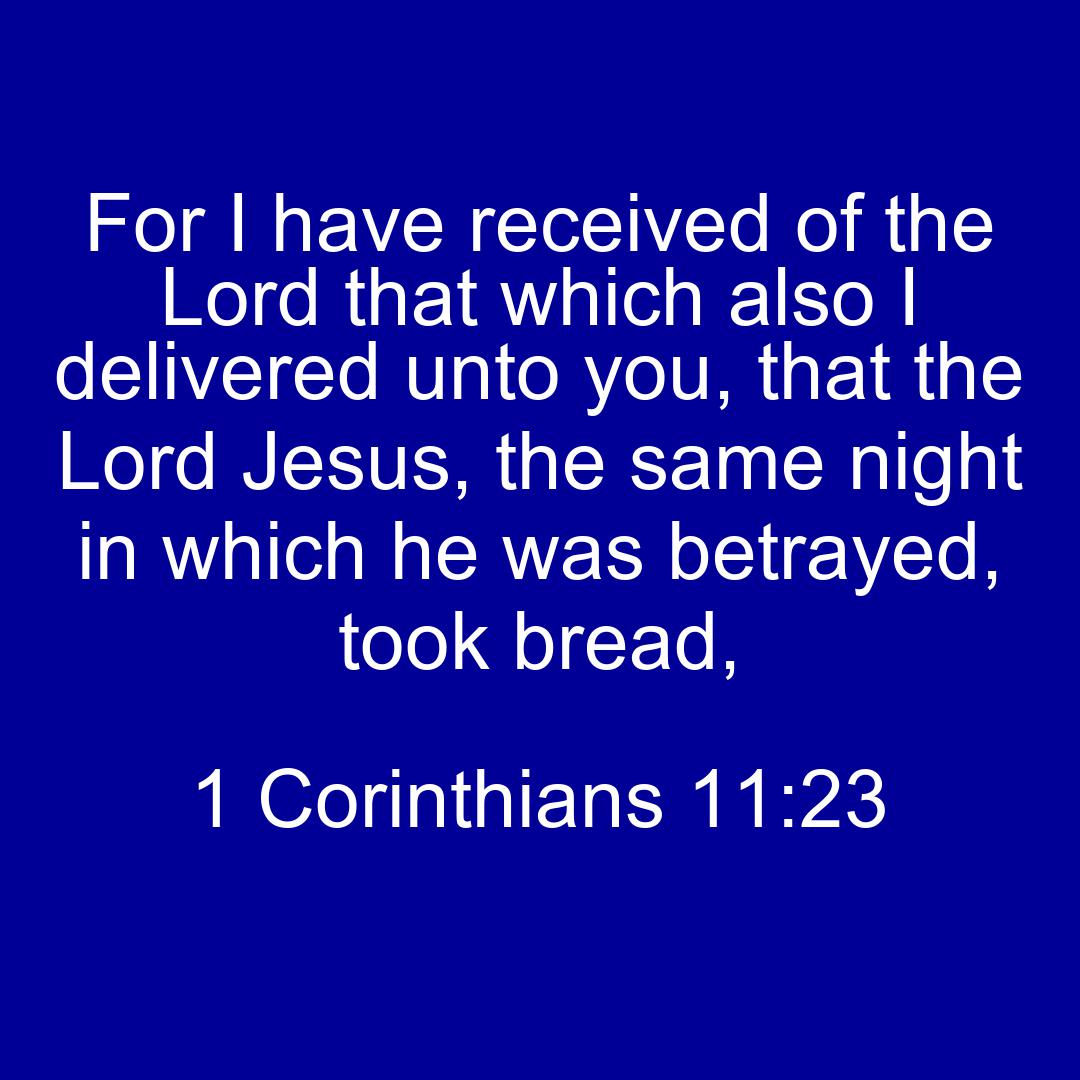 For I have received of the
Lord that which also I
delivered unto you, that the
Lord Jesus, the same night
in which he was betrayed,
took bread,
1 Corinthians 11:23